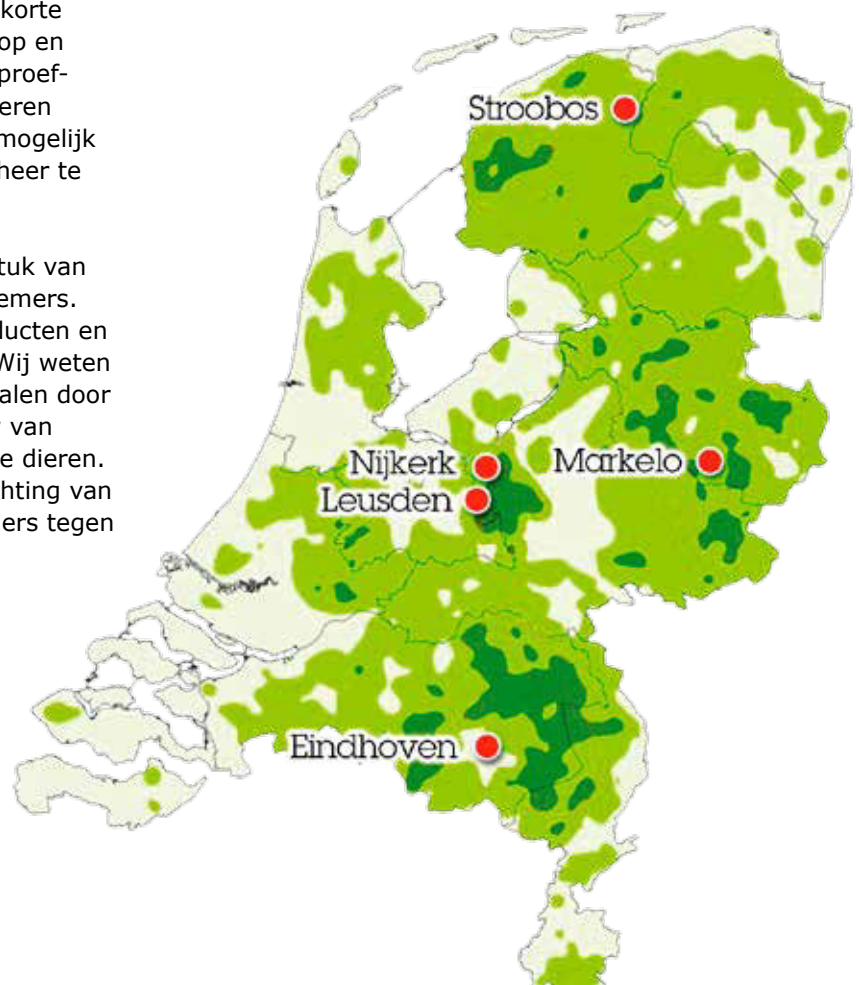 korte
op en
proef-
eren
mogelijk
heer te
tuk van
emers.
ducten en
Wij weten
alen door
van
e dieren.
chting van
ers tegen
Stroobos
Nijkerk
Markelo
Leusden
Eindhoven